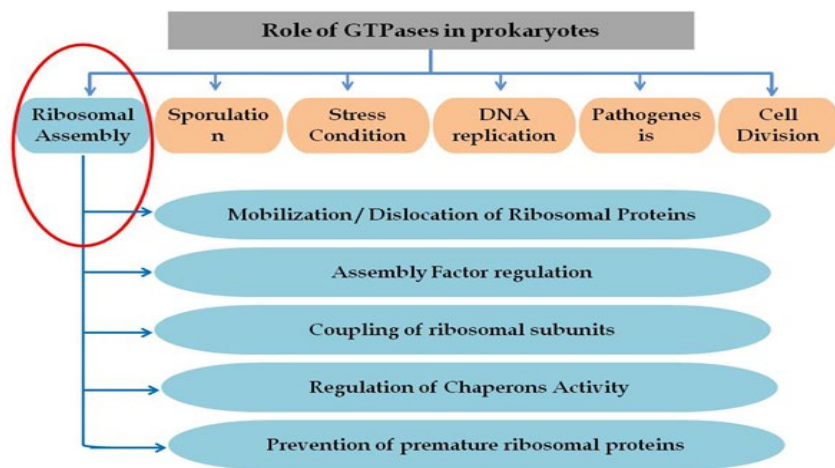 Role of GTPases in prokaryotes
Ribosomal
Assembly
Sporulatio
n
Stress
Condition
DNA
replication
Pathogenes
is
Cell
Division
Mobilization / Dislocation of Ribosomal Proteins
Assembly Factor regulation
Coupling of ribosomal subunits
Regulation of Chaperons Activity
Prevention of premature ribosomal proteins